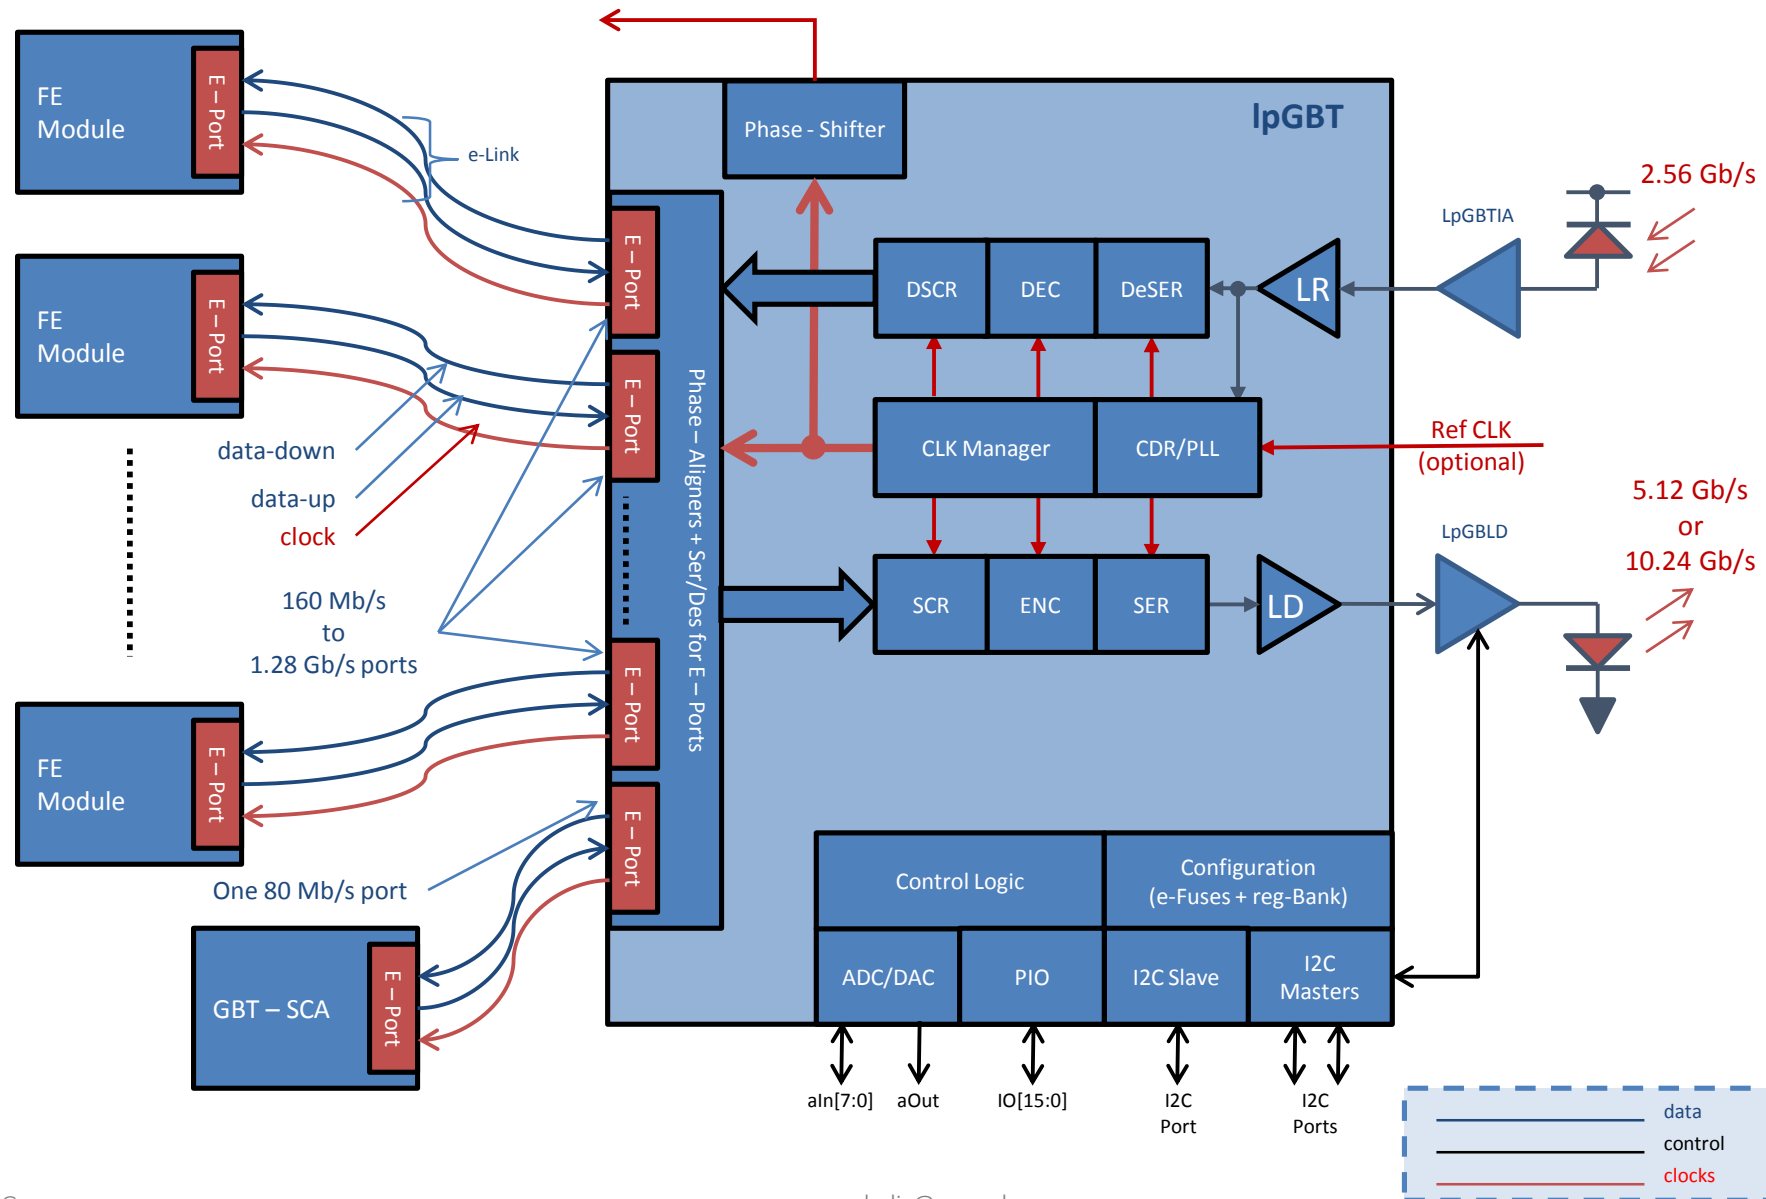 FE
Module
E – Port
e-Link
FE
Module
E – Port
data-down
data-up
clock
160 Mb/s
to
1.28 Gb/s ports
FE
Module
E – Port
One 80 Mb/s port
GBT – SCA
E – Port
lpGBT
Phase - Shifter
E – Port
E – Port
E – Port
E – Port
Phase – Aligners + Ser/Des for E – Ports
DSCR
DEC
DeSER
LR
LpGBTIA
2.56 Gb/s
CLK Manager
CDR/PLL
Ref CLK
(optional)
SCR
ENC
SER
LD
LpGBLD
5.12 Gb/s
or
10.24 Gb/s
Control Logic
Configuration
(e-Fuses + reg-Bank)
ADC/DAC
PIO
I2C Slave
I2C
Masters
aIn[7:0]
aOut
IO[15:0]
I2C
Port
I2C
Ports
data
control
clocks